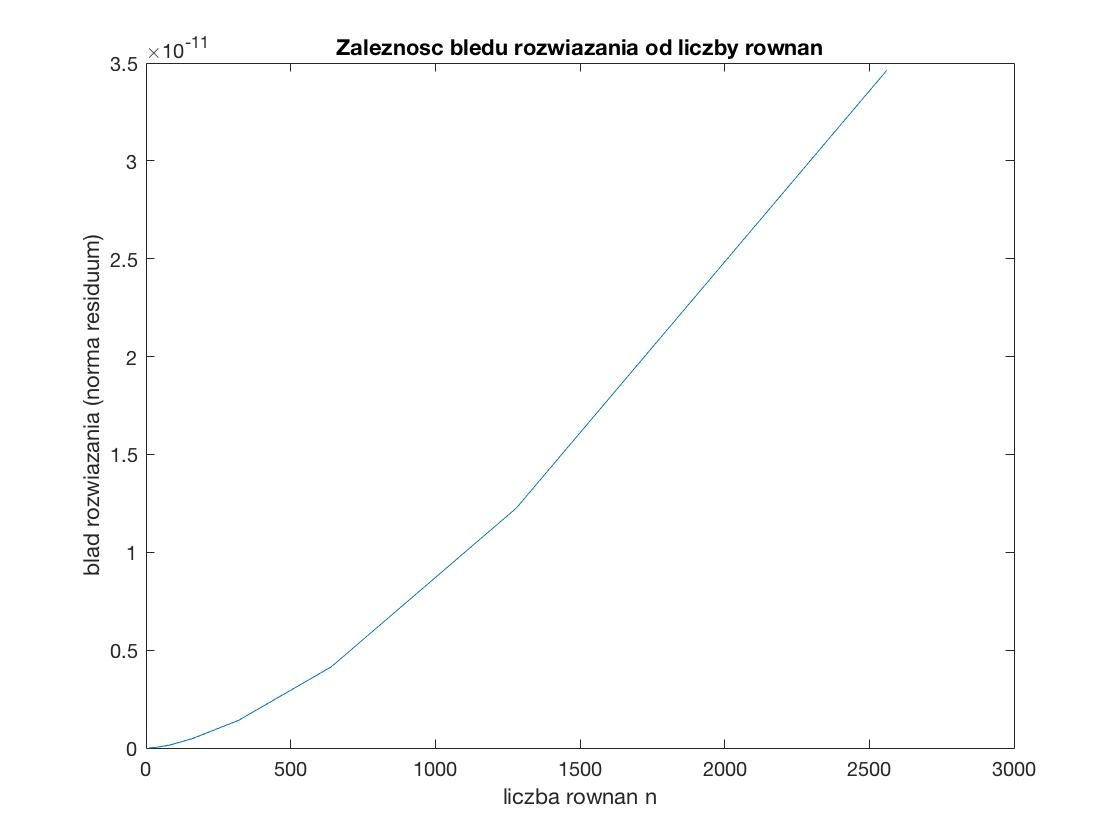 Zaleznosc bledu rozwiazania od liczby rownan
×10-11
3.5
3
2.5
2
1.5
1
0.5
0
blad rozwiazania (norma residuum)
0 500 1000 1500 2000 2500 3000
liczba rownan n